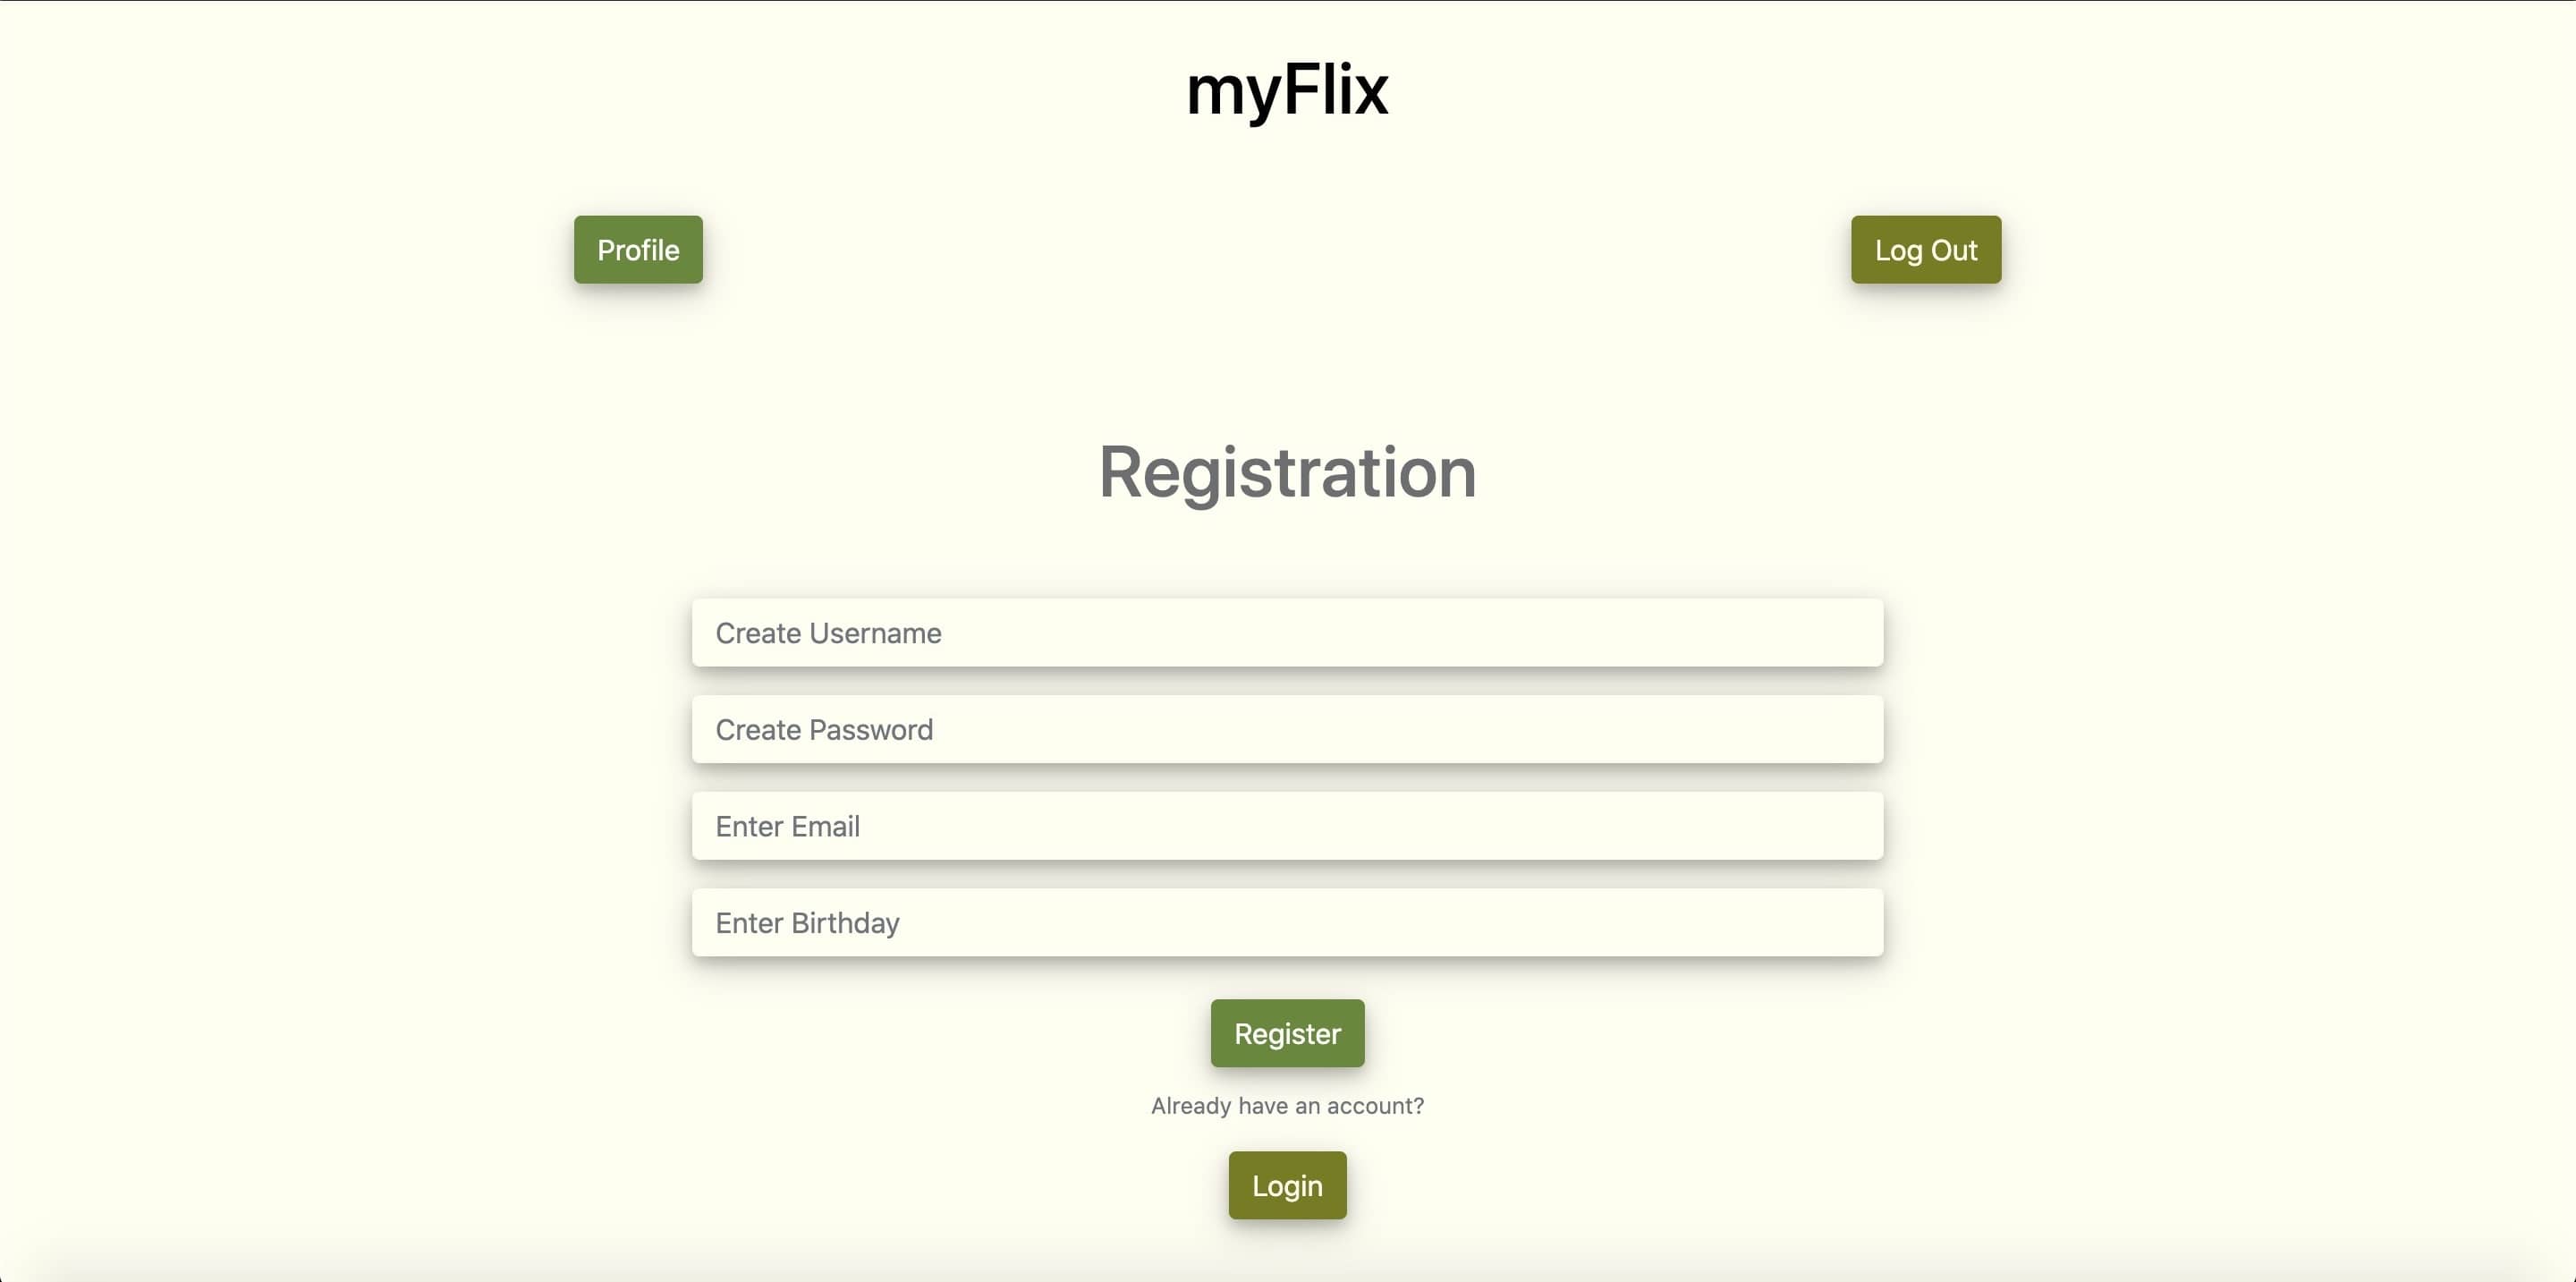 myFlix
Profile
Log Out
Registration
Create Username
Create Password
Enter Email
Enter Birthday
Register
Already have an account?
Login